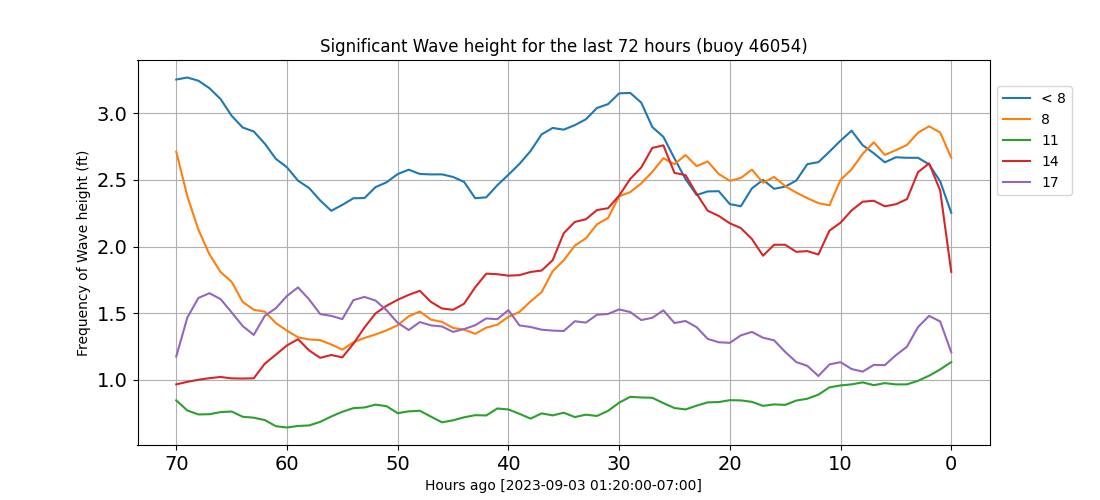 Significant Wave height for the last 72 hours (buoy 46054)
Frequency of Wave height (ft)
3.0
2.5
2.0
1.5
1.0
70 60 50 40 30 20 10 0
Hours ago [2023-09-03 01:20:00-07:00]
< 8
8
11
14
17